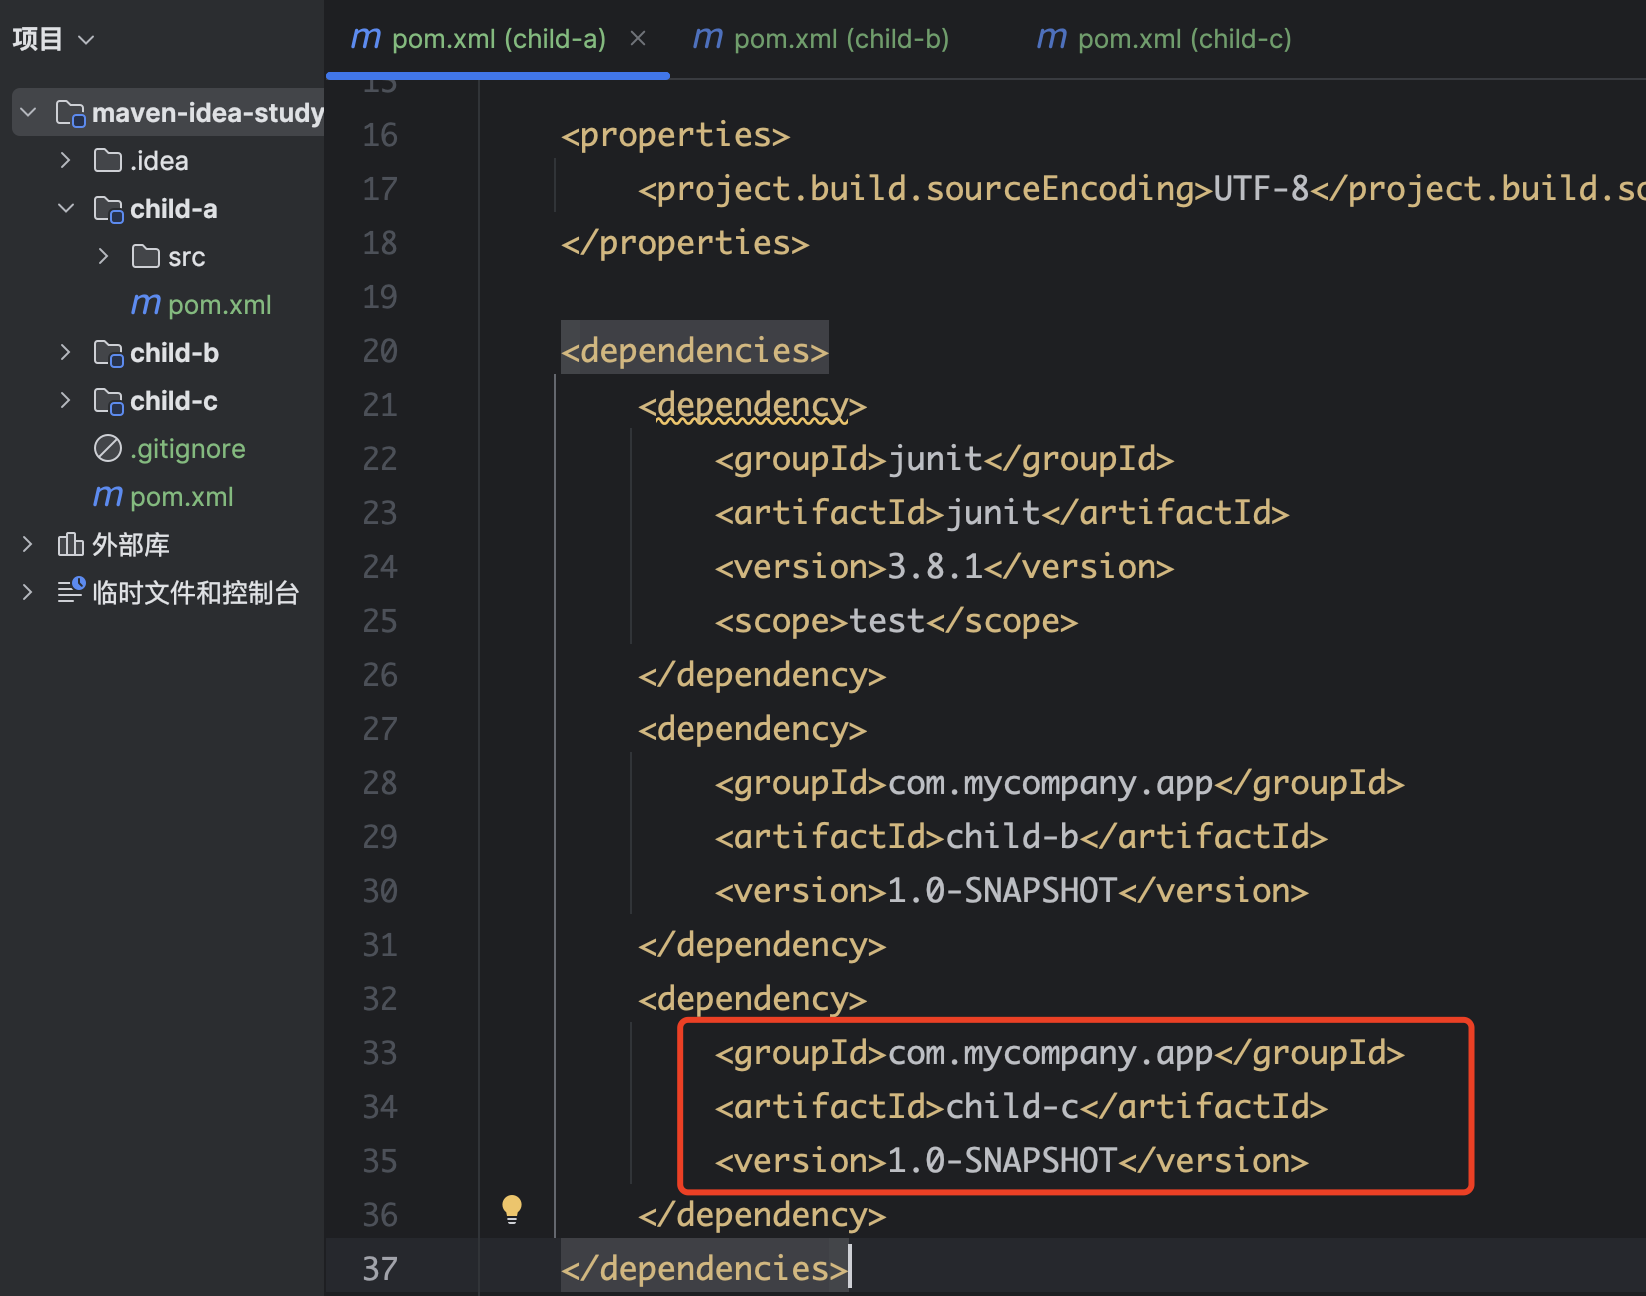 项目
maven-idea-study
.idea
child-a
src
pom.xml
child-b
child-c
.gitignore
pom.xml
外部库
临时文件和控制台
pom.xml (child-a)
pom.xml (child-b)
pom.xml (child-c)
15
16 <properties>
17 <project.build.sourceEncoding>UTF-8</project.build.so
18 </properties>
19
20 <dependencies>
21 <dependency>
22 <groupId>junit</groupId>
23 <artifactId>junit</artifactId>
24 <version>3.8.1</version>
25 <scope>test</scope>
26 </dependency>
27 <dependency>
28 <groupId>com.mycompany.app</groupId>
29 <artifactId>child-b</artifactId>
30 <version>1.0-SNAPSHOT</version>
31 </dependency>
32 <dependency>
33 <groupId>com.mycompany.app</groupId>
34 <artifactId>child-c</artifactId>
35 <version>1.0-SNAPSHOT</version>
36 </dependency>
37 </dependencies>